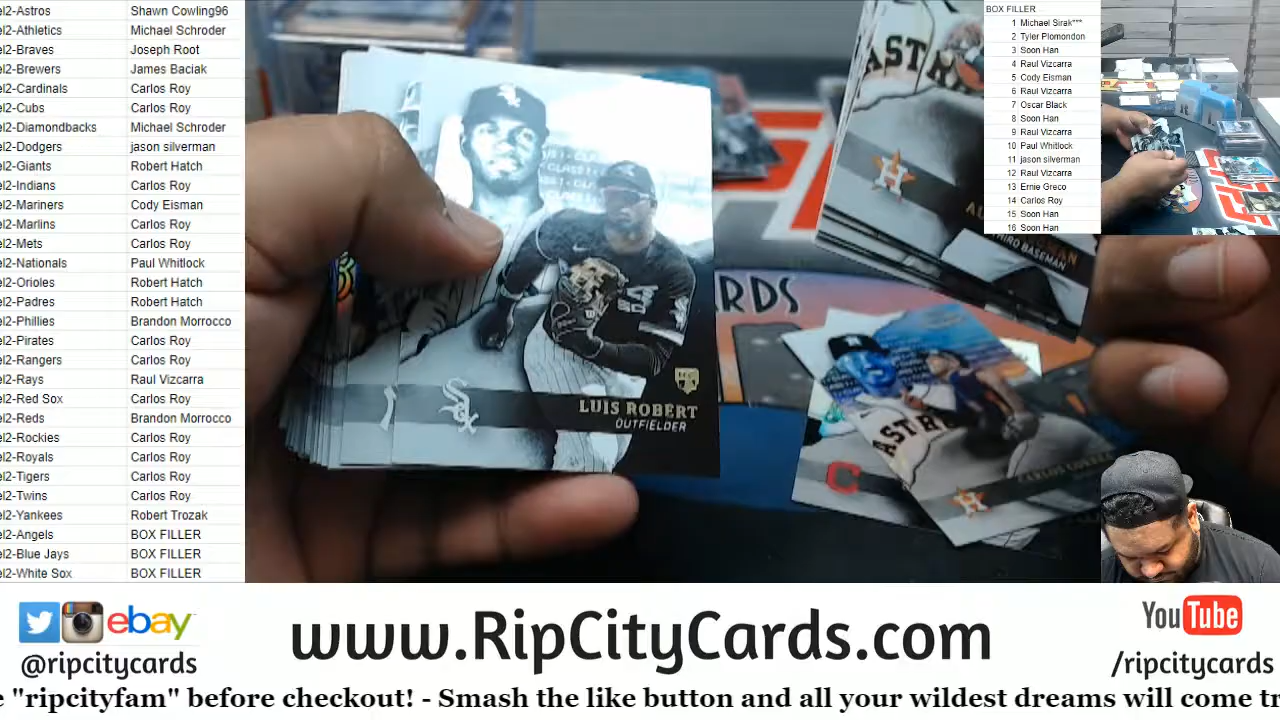 el2-Astros Shawn Cowling96
el2-Athletics Michael Schroder
el2-Braves Joseph Root
el2-Brewers James Baciak
el2-Cardinals Carlos Roy
el2-Cubs Carlos Roy
el2-Diamondbacks Michael Schroder
el2-Dodgers jason silverman
el2-Giants Robert Hatch
el2-Indians Carlos Roy
el2-Mariners Cody Eisman
el2-Marlins Carlos Roy
el2-Mets Carlos Roy
el2-Nationals Paul Whitlock
el2-Orioles Robert Hatch
el2-Padres Robert Hatch
el2-Phillies Brandon Morrocco
el2-Pirates Carlos Roy
el2-Rangers Carlos Roy
el2-Rays Raul Vizcarra
el2-Red Sox Carlos Roy
el2-Reds Brandon Morrocco
el2-Rockies Carlos Roy
el2-Royals Carlos Roy
el2-Tigers Carlos Roy
el2-Twins Carlos Roy
el2-Yankees Robert Trozak
el2-Angels BOX FILLER
el2-Blue Jays BOX FILLER
el2-White Sox BOX FILLER
LUIS ROBERT
OUTFIELDER
ASTR
H
THIRD BASEMAN
RDS
ASTR
C
CARLOS CORREA
BOX FILLER
1 Michael Sirak***
2 Tyler Plomondon
3 Soon Han
4 Raul Vizcarra
5 Cody Eisman
6 Raul Vizcarra
7 Oscar Black
8 Soon Han
9 Raul Vizcarra
10 Paul Whitlock
11 jason silverman
12 Raul Vizcarra
13 Ernie Greco
14 Carlos Roy
15 Soon Han
16 Soon Han
ebay
@ripcitycards
www.RipCityCards.com
YouTube
/ripcitycards
e "ripcityfam" before checkout! - Smash the like button and all your wildest dreams will come tr